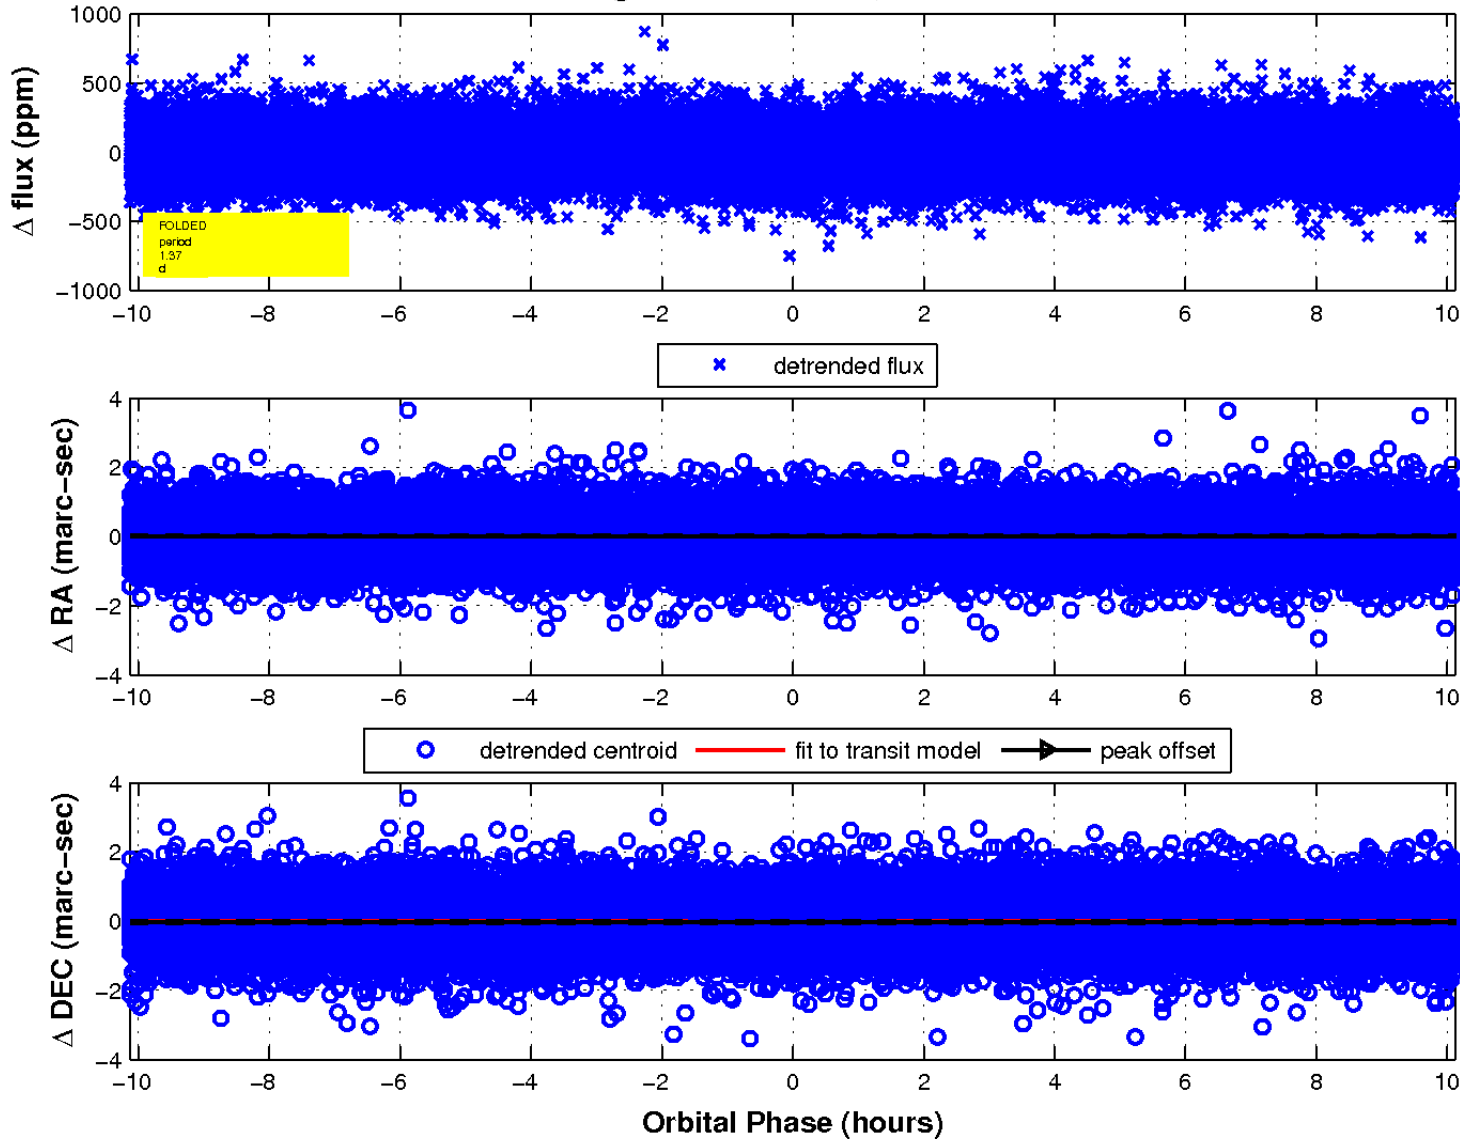 1000
500
0
−500
−1000
Δ flux (ppm)
FOLDED
period
1.37
d
−10 −8 −6 −4 −2 0 2 4 6 8 10
detrended flux
4
2
0
−2
−4
Δ RA (marc−sec)
−10 −8 −6 −4 −2 0 2 4 6 8 10
detrended centroid fit to transit model peak offset
4
2
0
−2
−4
Δ DEC (marc−sec)
−10 −8 −6 −4 −2 0 2 4 6 8 10
Orbital Phase (hours)